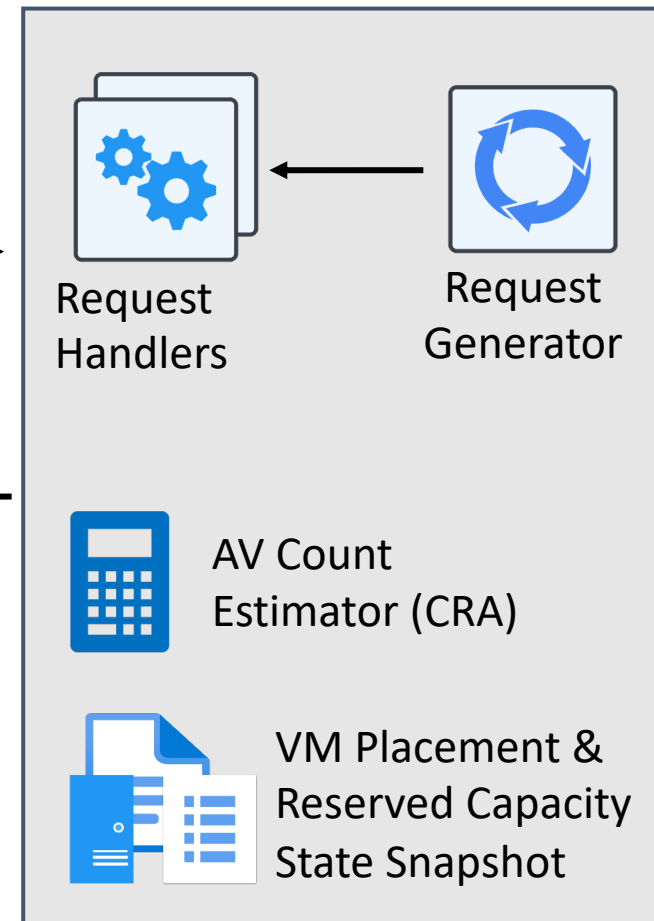 Request
Handlers
Request
Generator
AV Count
Estimator (CRA)
VM Placement &
Reserved Capacity
State Snapshot